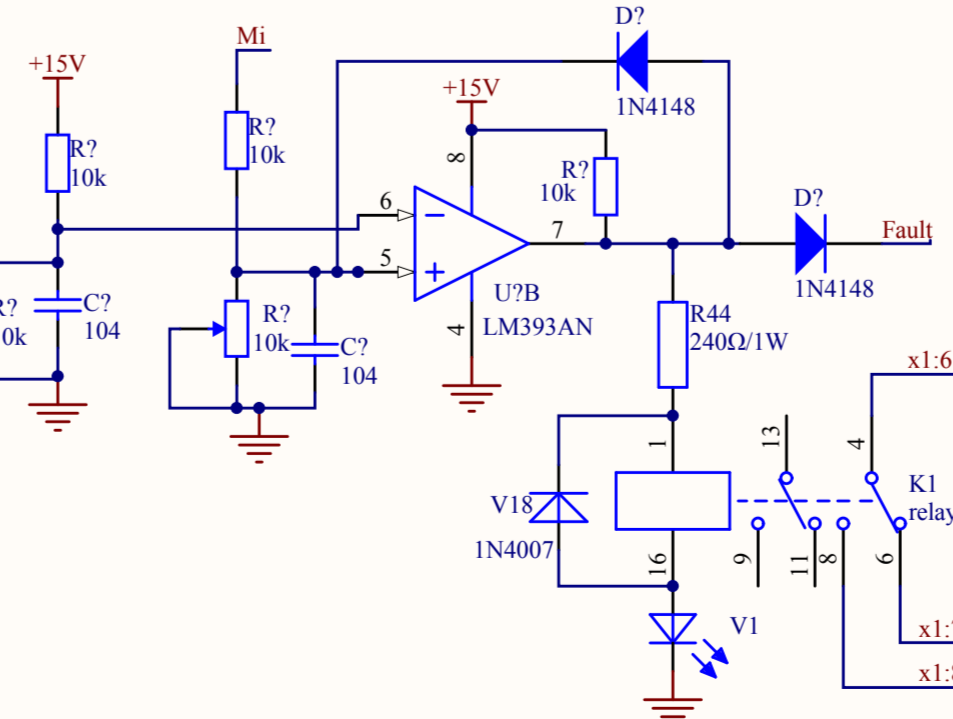 D?
Mi
+15V
+15V
1N4148
R?
10k
R?
10k
8
R?
10k
6
D?
7
Fault
5
U?B
1N4148
C?
104
R?
10k
LM393AN
4
R44
240Ω/1W
C?
104
x1:6
1
13
4
K1
relay
V18
1N4007
16
9
11
8
6
V1